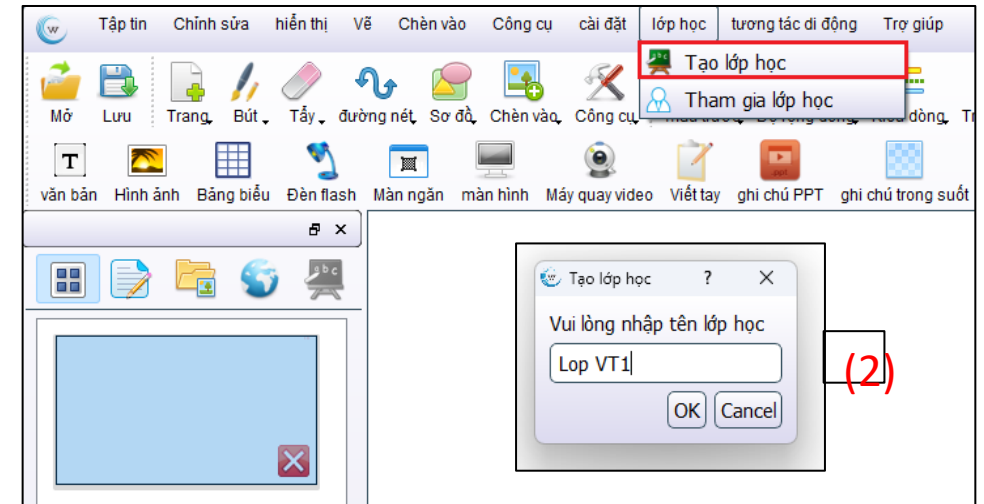 Tập tin Chỉnh sửa hiển thị Vẽ Chèn vào Công cụ cài đặt lớp học tương tác di động Trợ giúp
Tạo lớp học
Tham gia lớp học
Mở Lưu Trang Bút Tẩy đường nét Sơ đồ Chèn vào Công cụ
văn bản Hình ảnh Bảng biểu Đèn flash Màn ngăn màn hình Máy quay video Viết tay ghi chú PPT ghi chú trong suốt
Tạo lớp học ? X
Vui lòng nhập tên lớp học
Lop VT1
OK Cancel
(2)